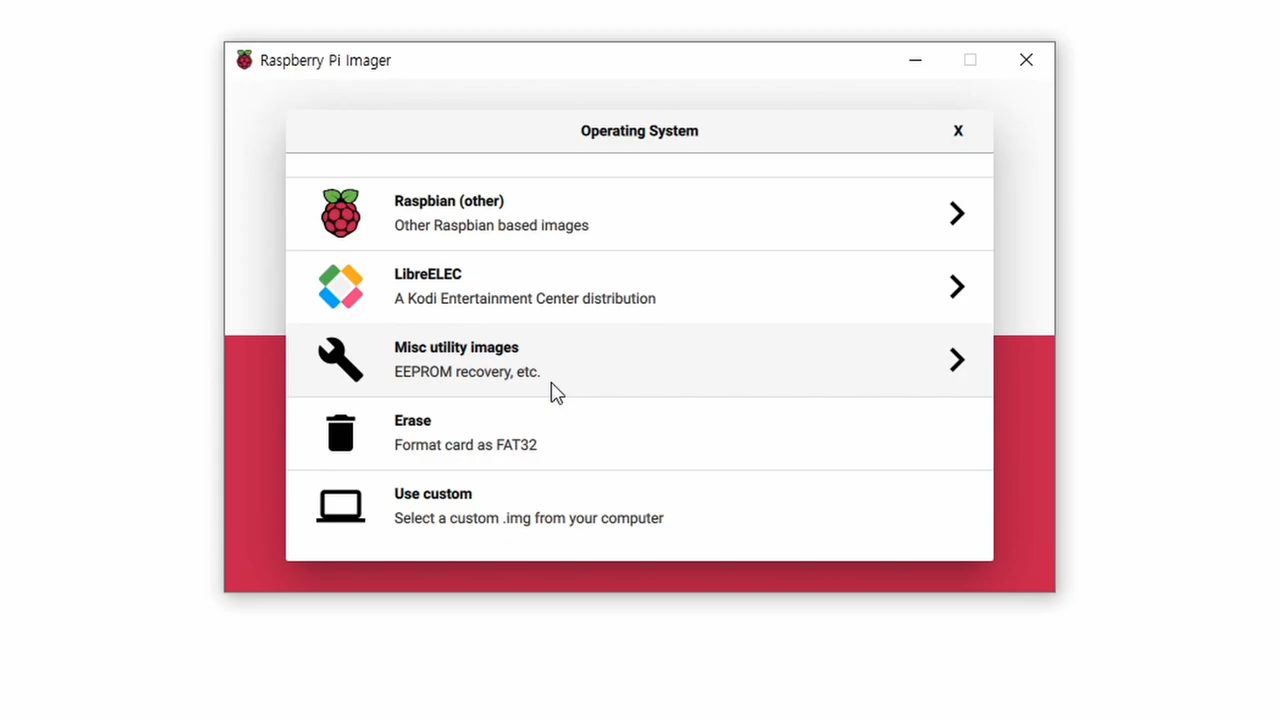 Raspberry Pi Imager
Operating System
X
Raspbian (other)
Other Raspbian based images
LibreELEC
A Kodi Entertainment Center distribution
Misc utility images
EEPROM recovery, etc.
Erase
Format card as FAT32
Use custom
Select a custom .img from your computer